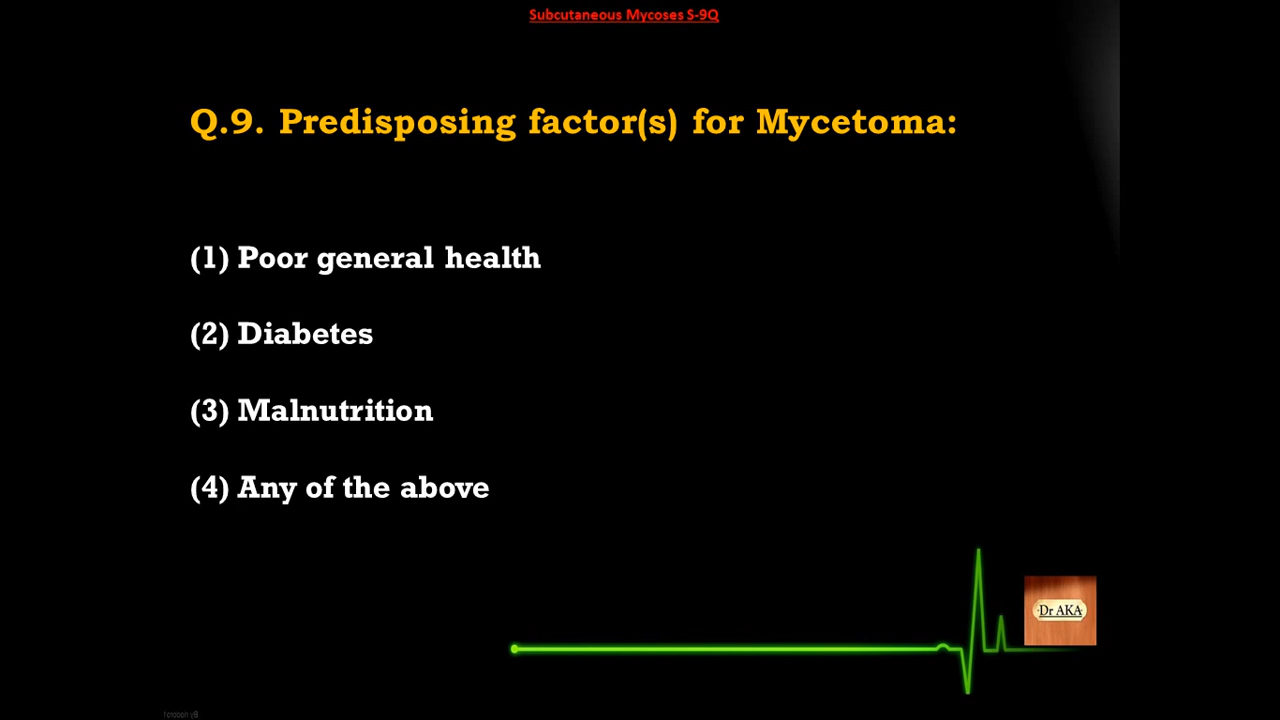 Subcutaneous Mycoses S-9Q
Q.9. Predisposing factor(s) for Mycetoma:
(1) Poor general health
(2) Diabetes
(3) Malnutrition
(4) Any of the above
Dr AKA